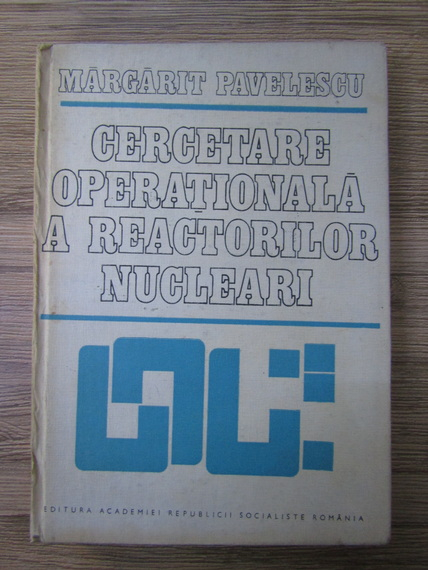 MĂRGĂRIT PAVELESCU
CERCETARE
OPERAȚIONALĂ
A REACTORILOR
NUCLEARI
EDITURA ACADEMIEI REPUBLICII SOCIALISTE ROMÂNIA